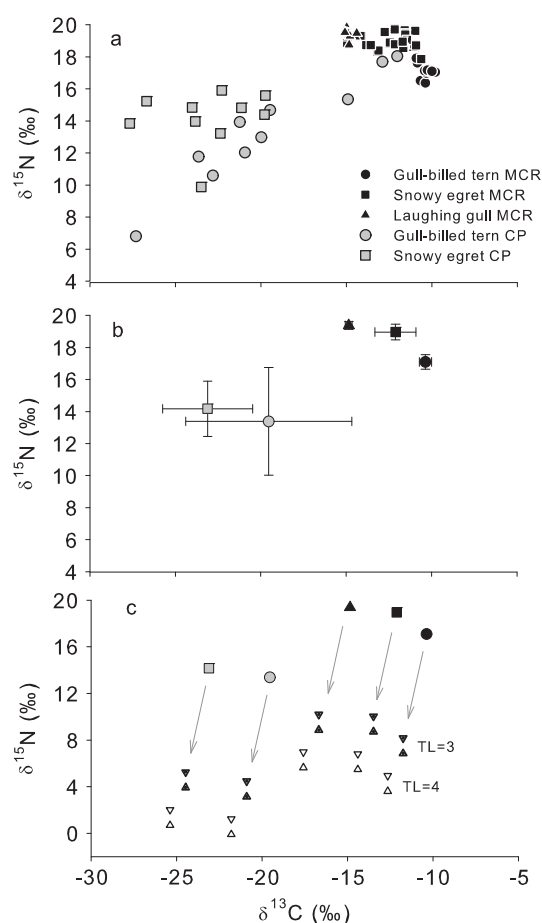 a
20
18
16
14
12
10
8
6
4
δ15N (‰)
Gull-billed tern MCR
Snowy egret MCR
Laughing gull MCR
Gull-billed tern CP
Snowy egret CP
b
20
18
16
14
12
10
8
6
4
δ15N (‰)
c
20
16
12
8
4
0
δ15N (‰)
TL=3
TL=4
-30 -25 -20 -15 -10 -5
δ13C (‰)